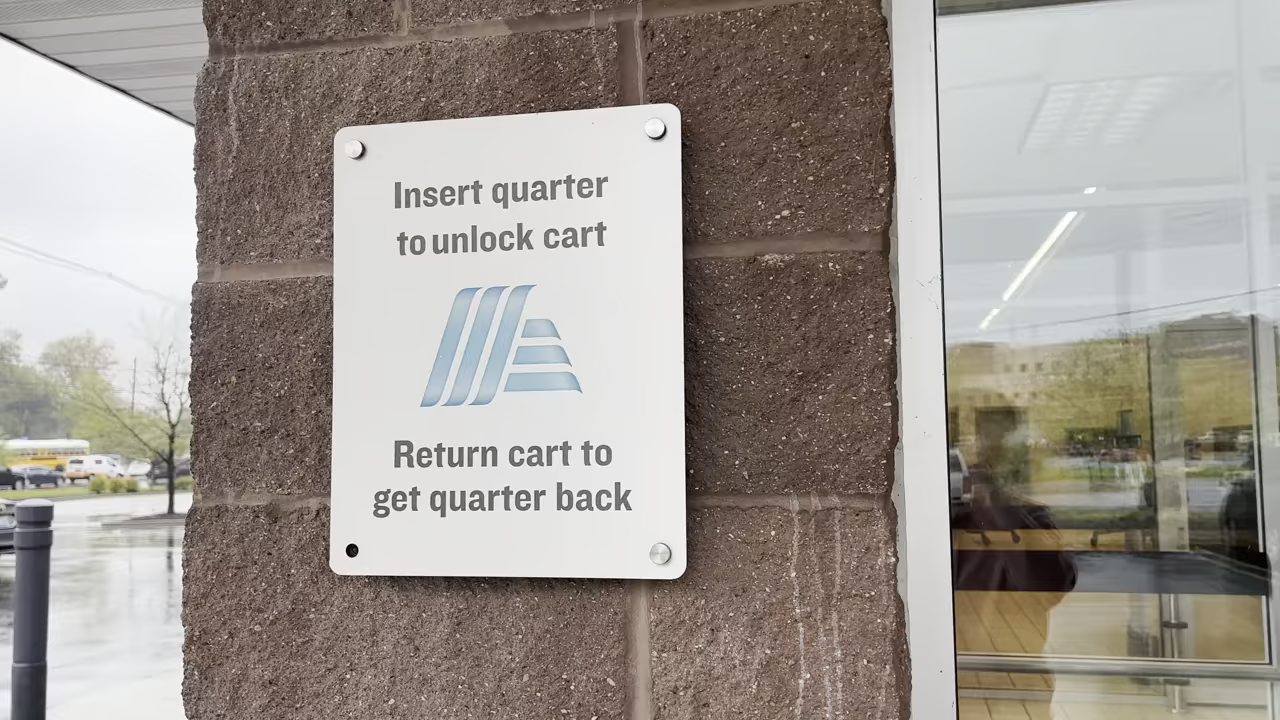 Insert quarter
to unlock cart
Return cart to
get quarter back